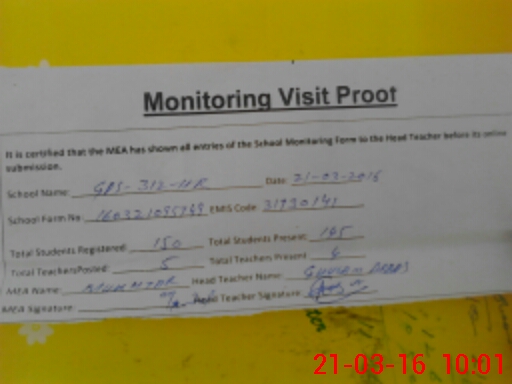 Monitoring Visit Proof
It is certified that the MEA has shown all entries of the School Monitoring Form to the Head Teacher before its online
submission.
School Name: GPS-312-HR Date: 21-03-2016
School Form No: EMIS Code:
Total Students Registered: 150 Total Students Present: 145
Total TeachersPosted: 5 Total Teachers Present
MEA Name: Head Teacher Name:
MEA Signature: Head Teacher Signature:
21-03-16 10:01